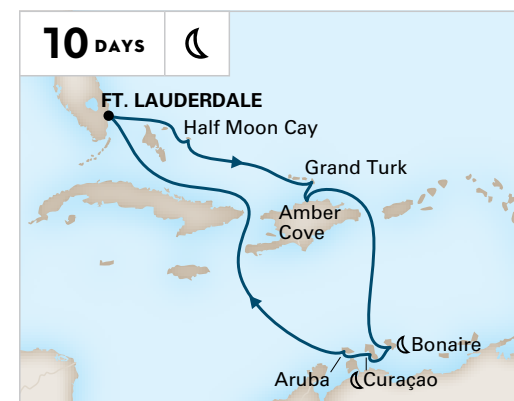 10 DAYS
FT. LAUDERDALE
Half Moon Cay
Grand Turk
Amber
Cove
Bonaire
Aruba
Curaçao